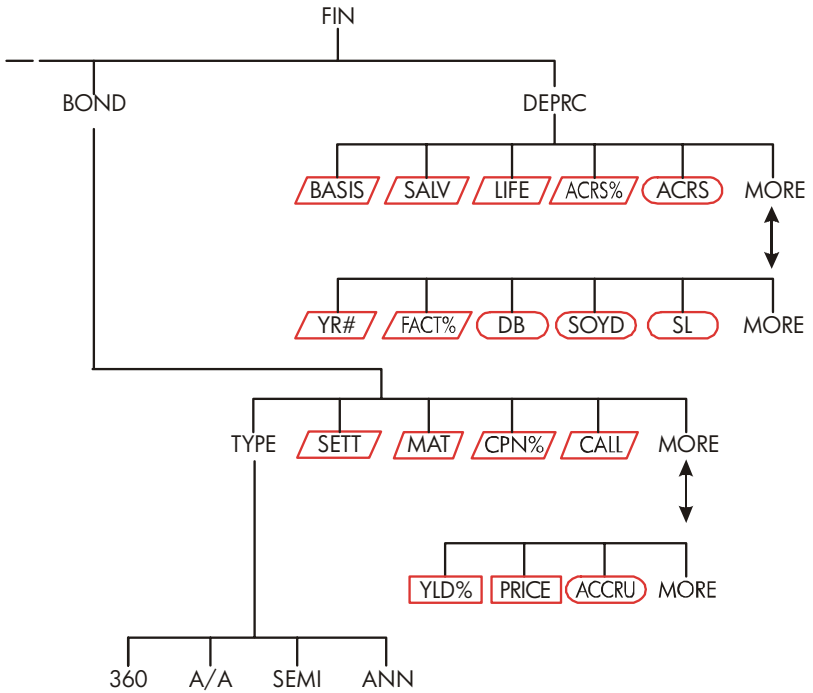 FIN
BOND DEPRC
BASIS SALV LIFE ACRS% ACRS MORE
YR# FACT% DB SOYD SL MORE
TYPE SETT MAT CPN% CALL MORE
YLD% PRICE ACCRU MORE
360 A/A SEMI ANN